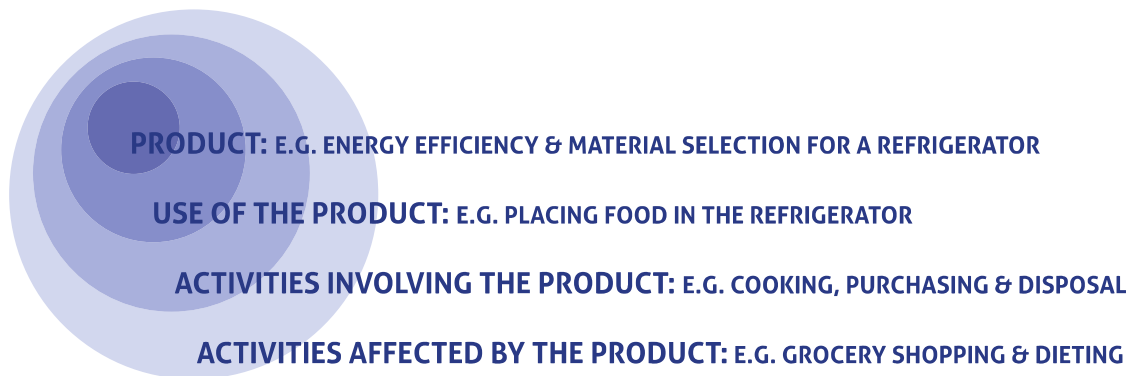 PRODUCT: E.G. ENERGY EFFICIENCY & MATERIAL SELECTION FOR A REFRIGERATOR
USE OF THE PRODUCT: E.G. PLACING FOOD IN THE REFRIGERATOR
ACTIVITIES INVOLVING THE PRODUCT: E.G. COOKING, PURCHASING & DISPOSAL
ACTIVITIES AFFECTED BY THE PRODUCT: E.G. GROCERY SHOPPING & DIETING